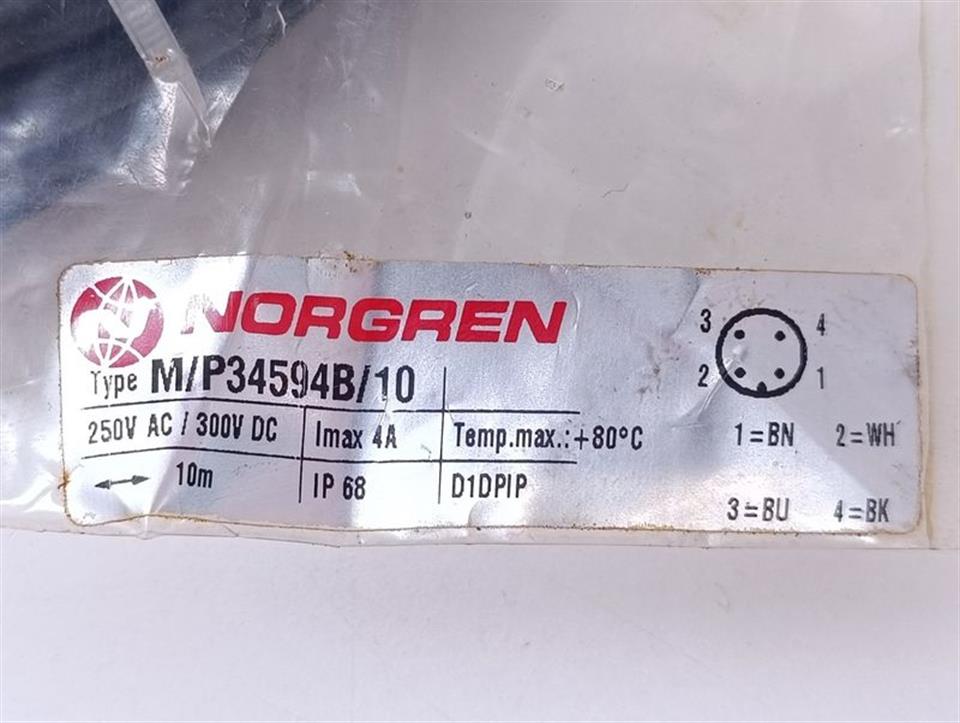 NORGREN
Type M/P34594B/10
250V AC / 300V DC Imax 4A Temp.max.:+80°C
10m IP 68 D1DPIP
3 4
2 1
1=BN 2=WH
3=BU 4=BK